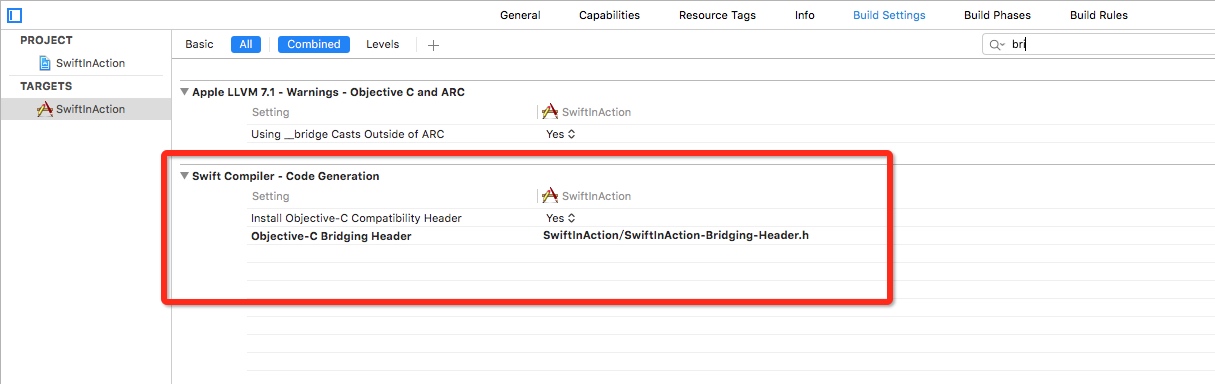 General Capabilities Resource Tags Info Build Settings Build Phases Build Rules
PROJECT
SwiftInAction
TARGETS
SwiftInAction
Basic All Combined Levels + bri
Apple LLVM 7.1 - Warnings - Objective C and ARC
Setting SwiftInAction
Using __bridge Casts Outside of ARC Yes
Swift Compiler - Code Generation
Setting SwiftInAction
Install Objective-C Compatibility Header Yes
Objective-C Bridging Header SwiftInAction/SwiftInAction-Bridging-Header.h